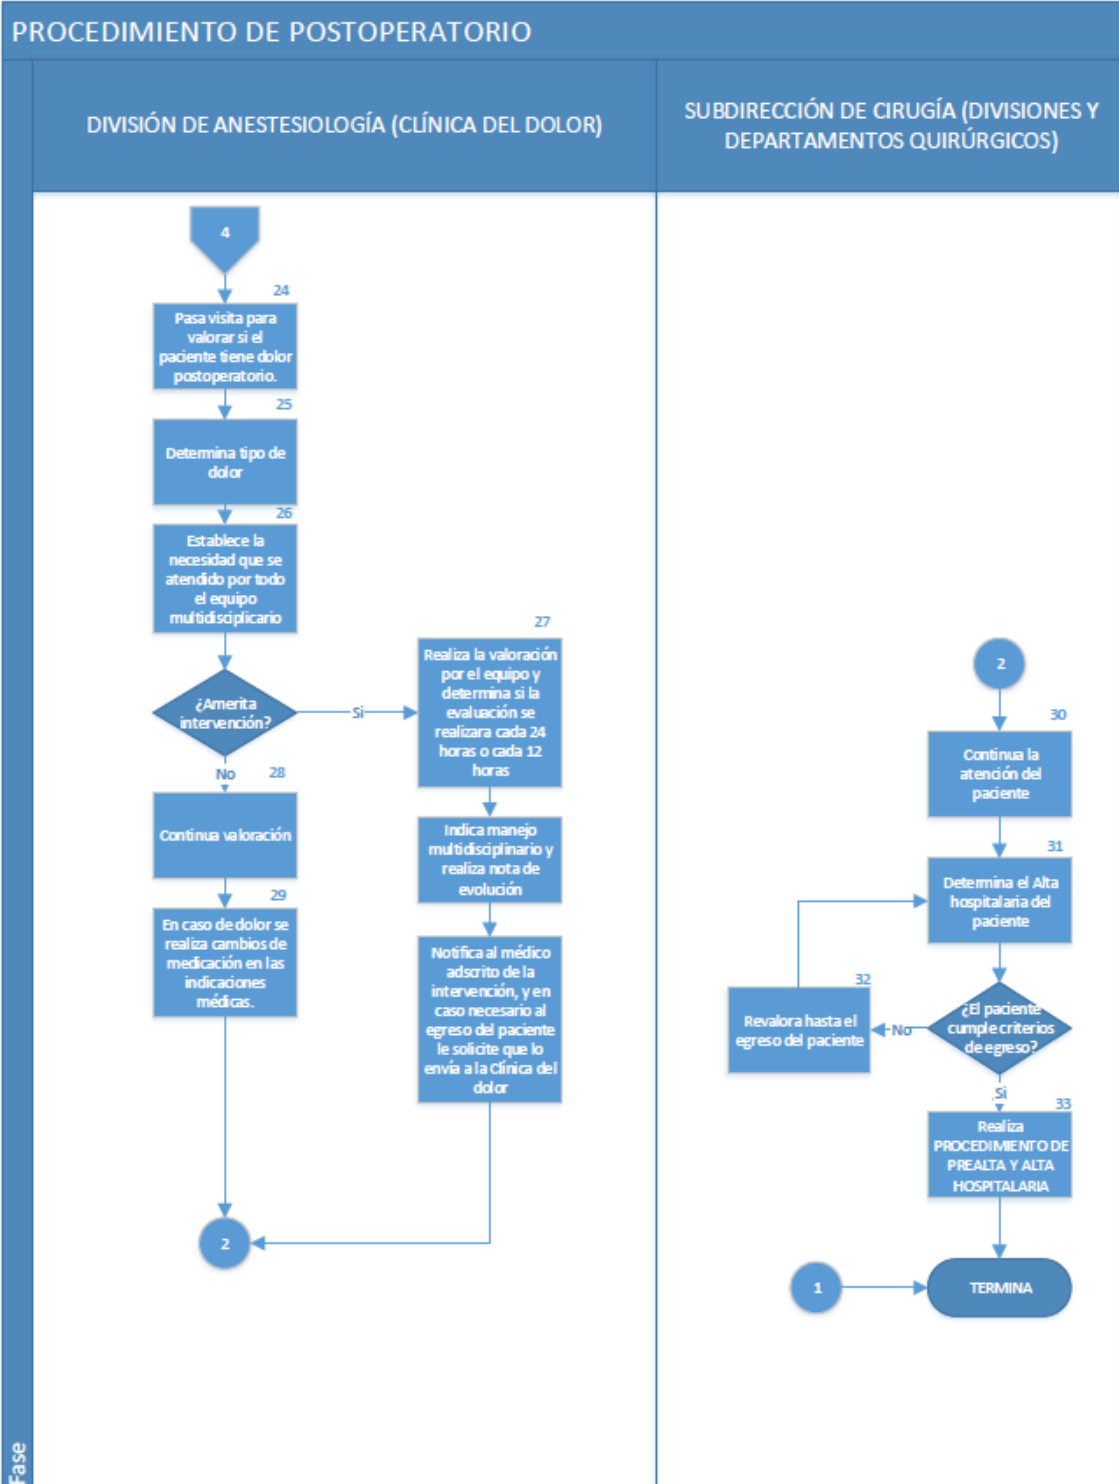 PROCEDIMIENTO DE POSTOPERATORIO
DIVISIÓN DE ANESTESIOLOGÍA (CLÍNICA DEL DOLOR)
SUBDIRECCIÓN DE CIRUGÍA (DIVISIONES Y
DEPARTAMENTOS QUIRÚRGICOS)
4
24
Pasa visita para
valorar si el
paciente tiene dolor
postoperatorio.
25
Determina tipo de
dolor
26
Establece la
necesidad que se
atendido por todo
el equipo
multidisciplicario
¿Amerita
intervención?
Si
No
27
Realiza la valoración
por el equipo y
determina si la
evaluación se
realizara cada 24
horas o cada 12
horas
Indica manejo
multidisciplinario y
realiza nota de
evolución
Notifica al médico
adscrito de la
intervención, y en
caso necesario al
egreso del paciente
le solicite que lo
envía a la Clínica del
dolor
28
Continua valoración
29
En caso de dolor se
realiza cambios de
medicación en las
indicaciones
médicas.
2
2
30
Continua la
atención del
paciente
31
Determina el Alta
hospitalaria del
paciente
¿El paciente
cumple criterios
de egreso?
No
32
Revalora hasta el
egreso del paciente
Si
33
Realiza
PROCEDIMIENTO DE
PREALTA Y ALTA
HOSPITALARIA
1
TERMINA
Fase